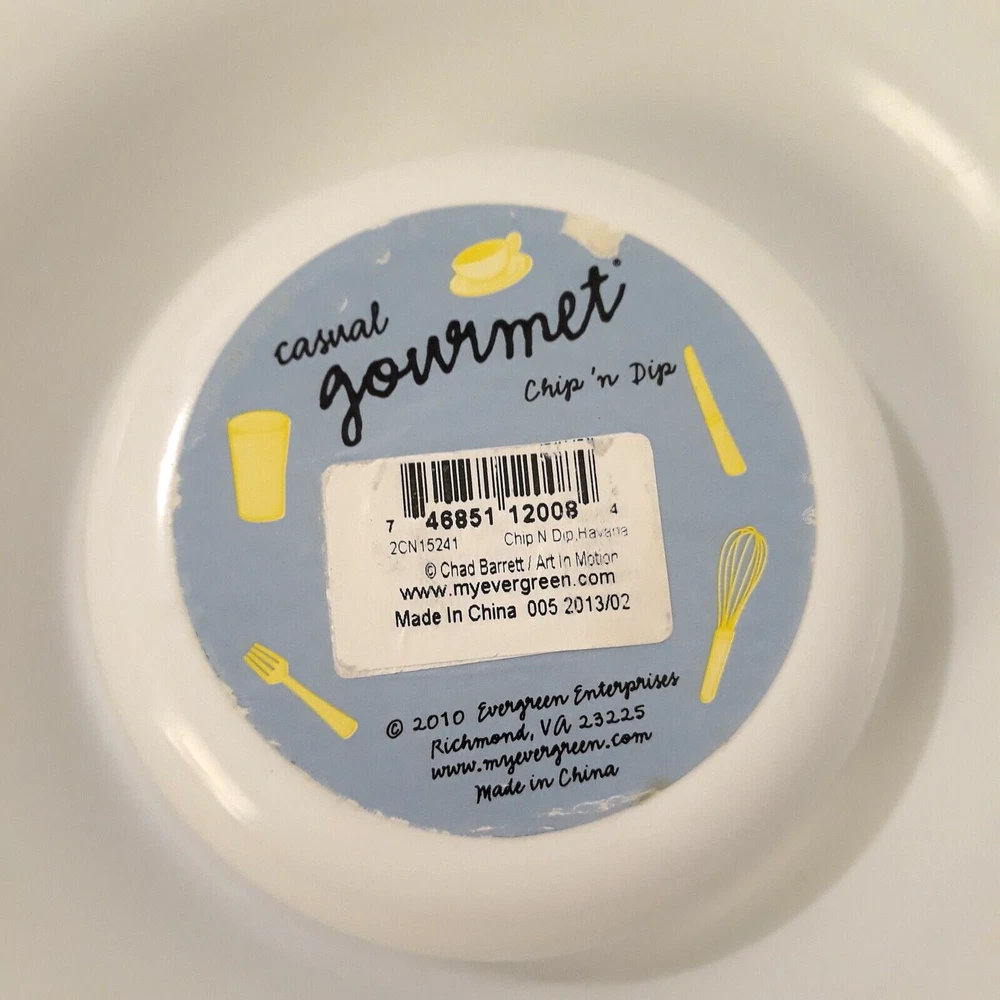 casual
gourmet
Chip 'n Dip
7 46851 12008 4
2CN15241 Chip N Dip,Havana
© Chad Barrett / Art In Motion
www.myevergreen.com
Made In China 005 2013/02
© 2010 Evergreen Enterprises
Richmond, VA 23225
www.myevergreen.com
Made in China